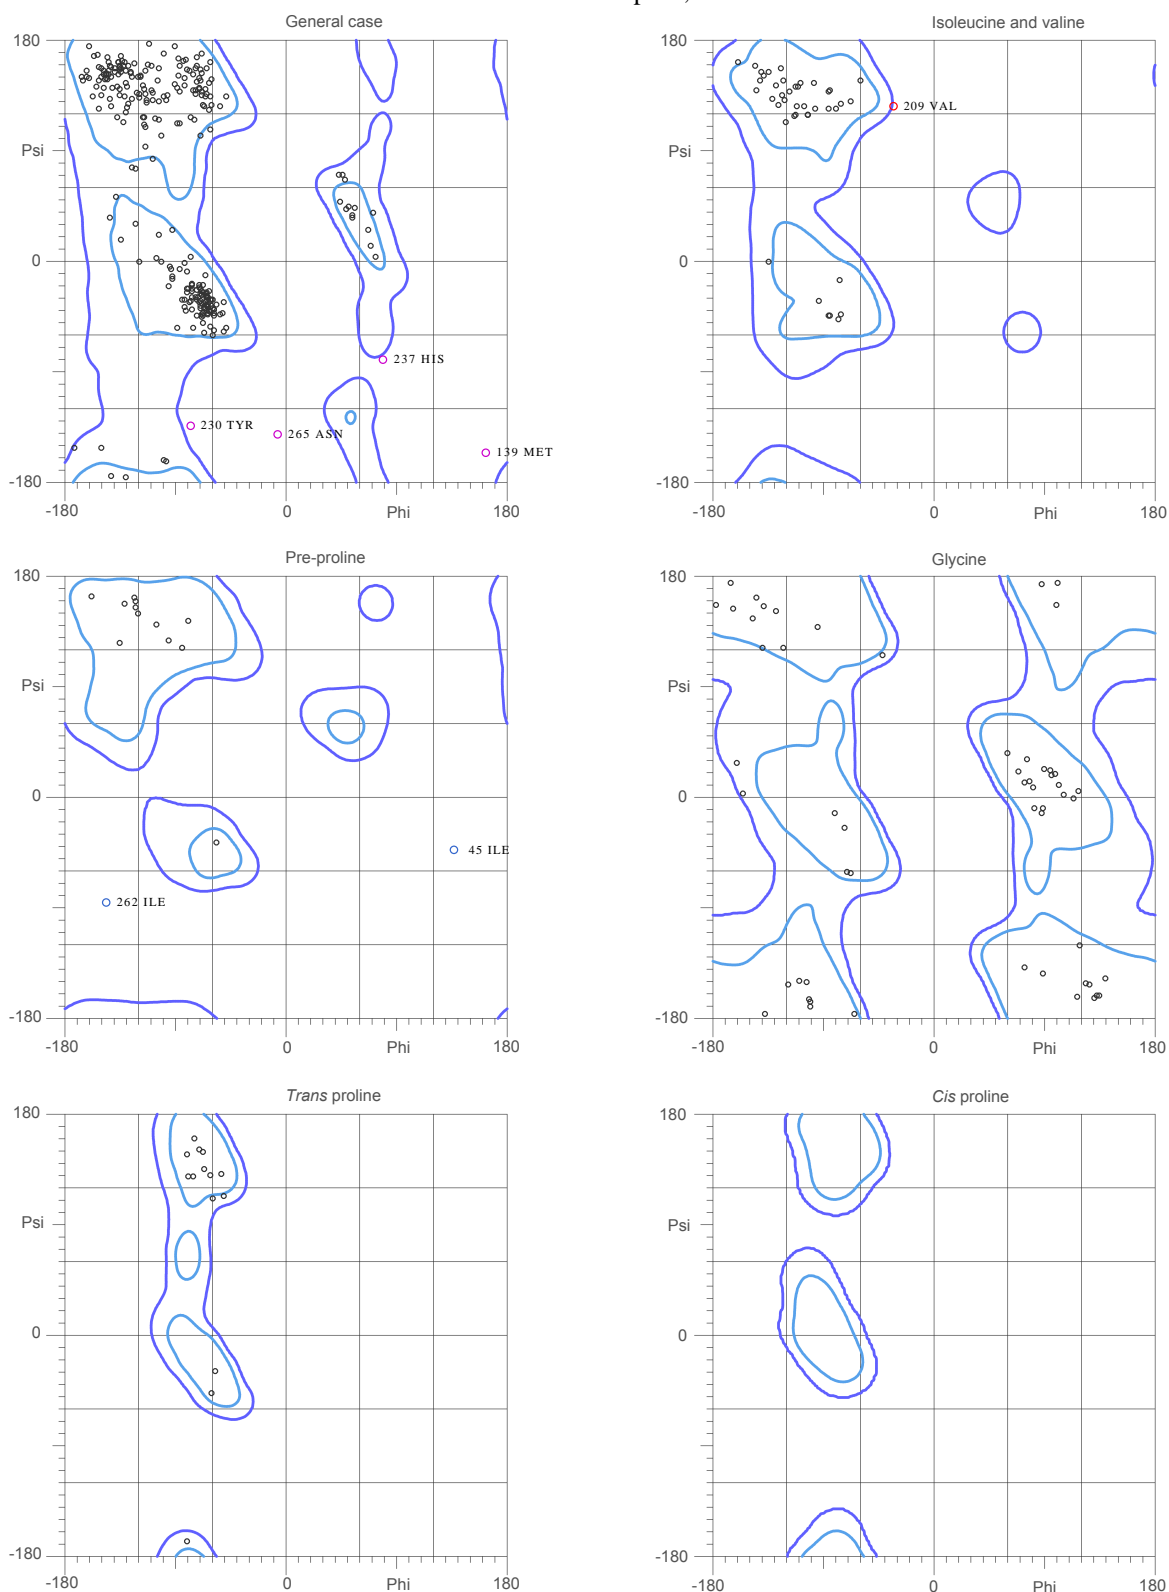 General case
180
Psi
0
-180
-180
0
Phi
180
237 HIS
230 TYR
265 ASN
139 MET
Isoleucine and valine
180
Psi
0
-180
-180
0
Phi
180
209 VAL
Pre-proline
180
Psi
0
-180
-180
0
Phi
180
45 ILE
262 ILE
Glycine
180
Psi
0
-180
-180
0
Phi
180
Trans proline
180
Psi
0
-180
-180
0
Phi
180
Cis proline
180
Psi
0
-180
-180
0
Phi
180